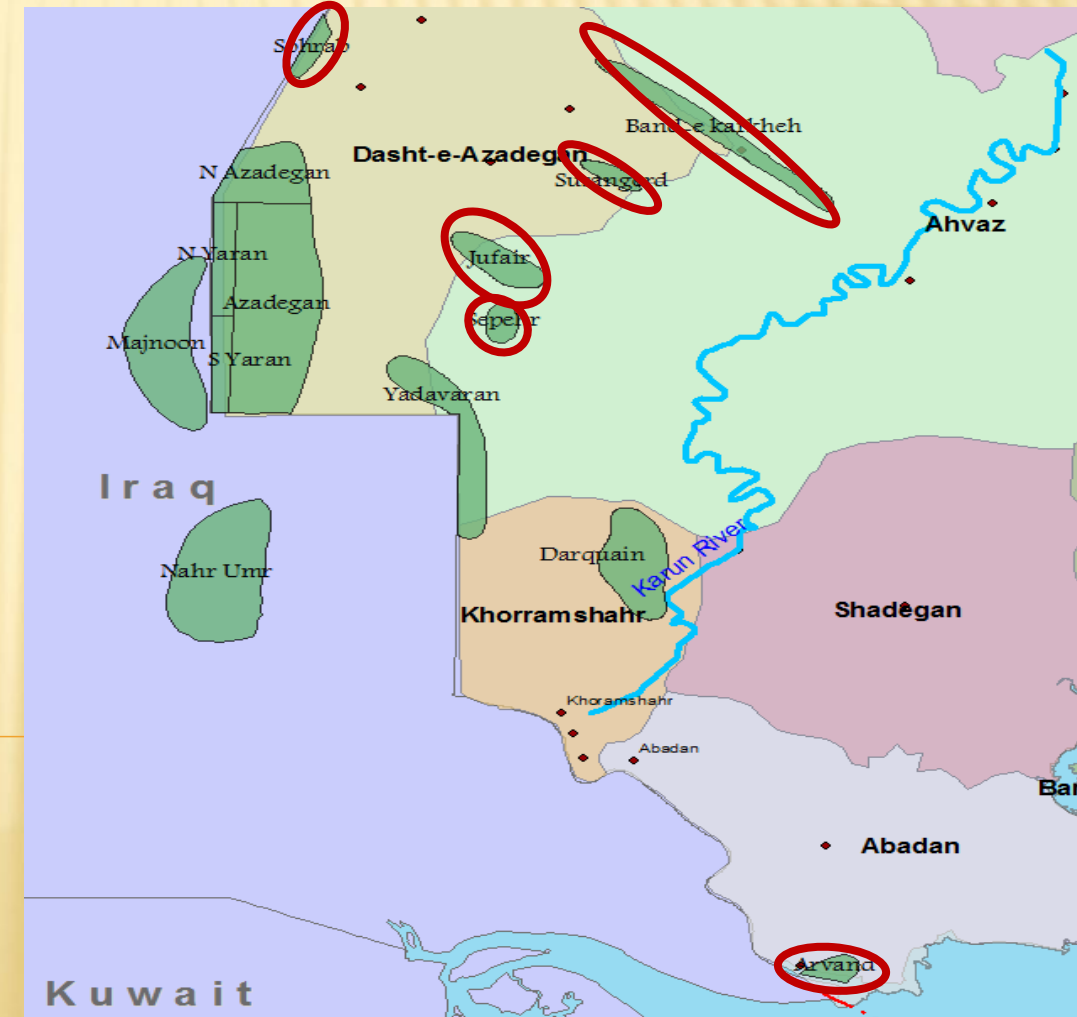 Sohrab
Band-e karkheh
Dasht-e-Azadegan
N Azadegan
Susangerd
Ahvaz
N Yaran
Jufair
Azadegan
Sepehr
Majnoon
S Yaran
Yadavaran
Iraq
Karun River
Darquain
Nahr Umr
Khorramshahr
Shadegan
Khoramshahr
Abadan
Bar
Abadan
Arvand
Kuwait